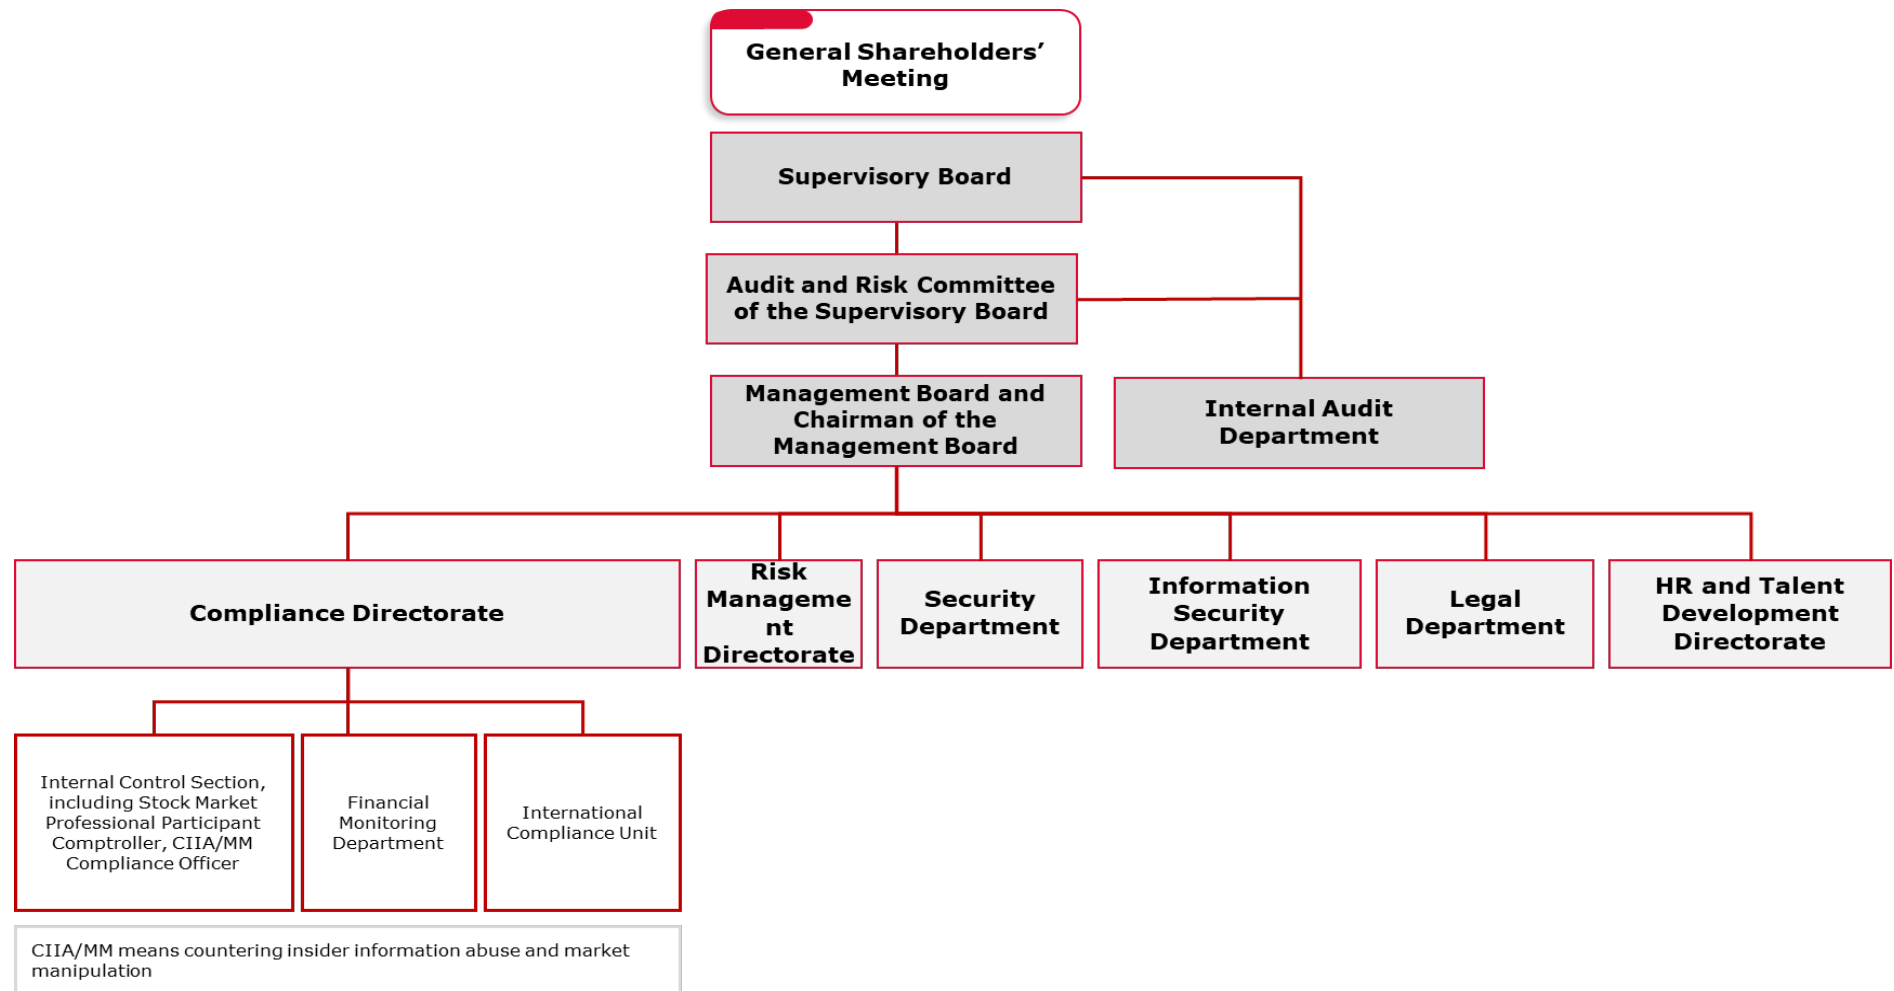 General Shareholders’
Meeting
Supervisory Board
Audit and Risk Committee
of the Supervisory Board
Management Board and
Chairman of the
Management Board
Internal Audit
Department
Compliance Directorate
Risk
Manageme
nt
Directorate
Security
Department
Information
Security
Department
Legal
Department
HR and Talent
Development
Directorate
Internal Control Section,
including Stock Market
Professional Participant
Comptroller, CIIA/MM
Compliance Officer
Financial
Monitoring
Department
International
Compliance Unit
CIIA/MM means countering insider information abuse and market
manipulation